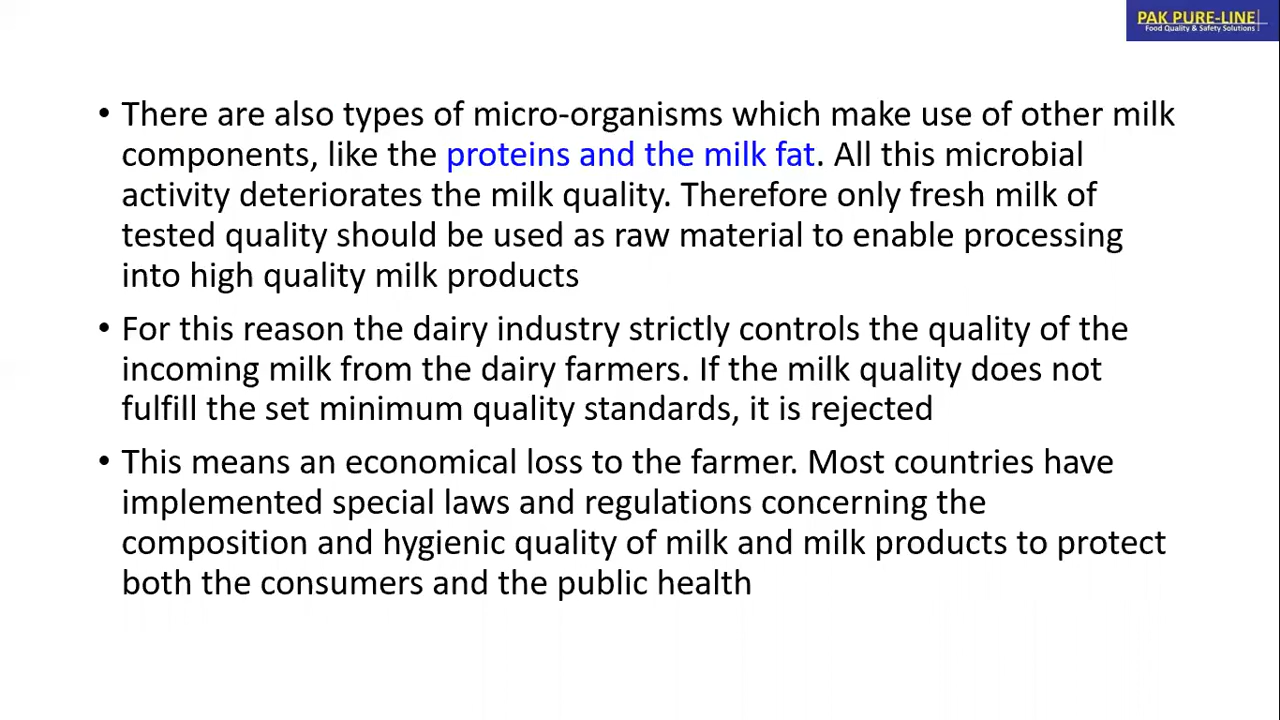 PAK PURE-LINE
Food Quality & Safety Solutions
• There are also types of micro-organisms which make use of other milk
components, like the proteins and the milk fat. All this microbial
activity deteriorates the milk quality. Therefore only fresh milk of
tested quality should be used as raw material to enable processing
into high quality milk products
• For this reason the dairy industry strictly controls the quality of the
incoming milk from the dairy farmers. If the milk quality does not
fulfill the set minimum quality standards, it is rejected
• This means an economical loss to the farmer. Most countries have
implemented special laws and regulations concerning the
composition and hygienic quality of milk and milk products to protect
both the consumers and the public health